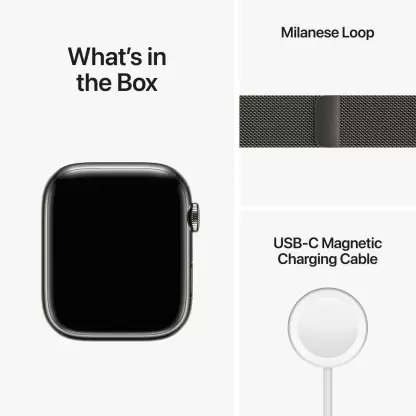 What's in
the Box
Milanese Loop
USB-C Magnetic
Charging Cable